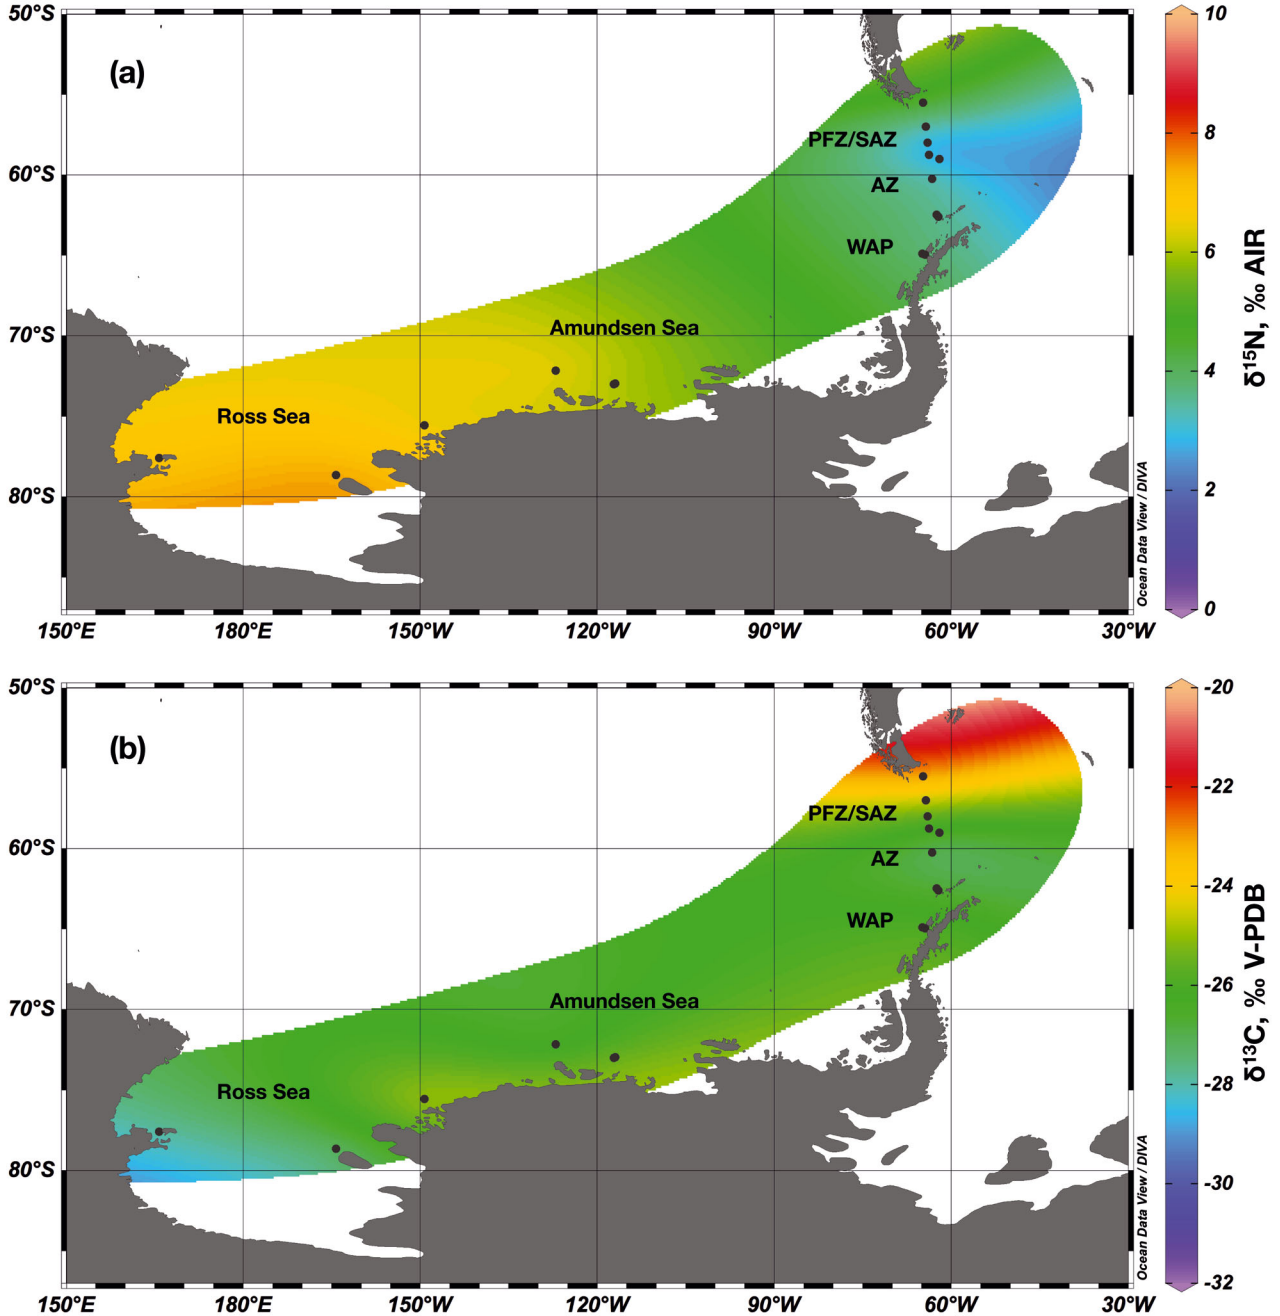 50°S
60°S
70°S
80°S
(a)
PFZ/SAZ
AZ
WAP
Amundsen Sea
Ross Sea
Ocean Data View / DIVA
150°E 180°E 150°W 120°W 90°W 60°W 30°W
10
8
6
4
2
0
δ¹⁵N, ‰ AIR
50°S
60°S
70°S
80°S
(b)
PFZ/SAZ
AZ
WAP
Amundsen Sea
Ross Sea
Ocean Data View / DIVA
150°E 180°E 150°W 120°W 90°W 60°W 30°W
-20
-22
-24
-26
-28
-30
-32
δ¹³C, ‰ V-PDB